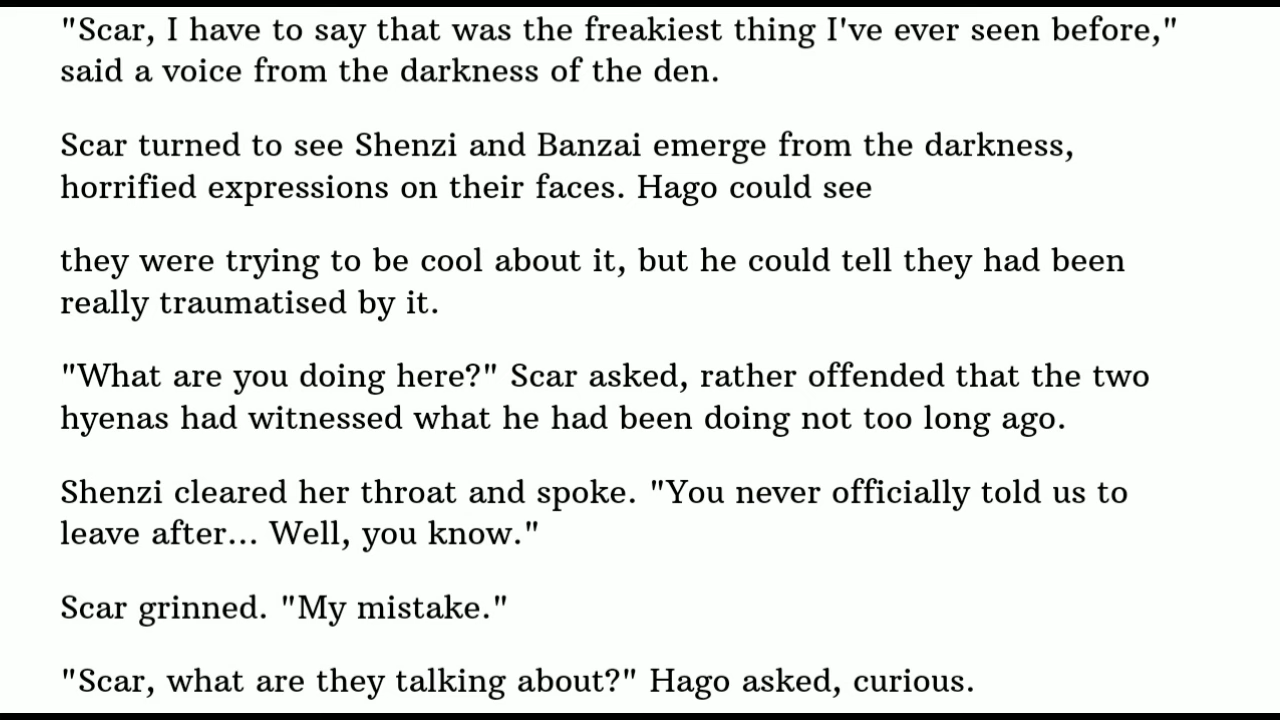 "Scar, I have to say that was the freakiest thing I've ever seen before,"
said a voice from the darkness of the den.
Scar turned to see Shenzi and Banzai emerge from the darkness,
horrified expressions on their faces. Hago could see
they were trying to be cool about it, but he could tell they had been
really traumatised by it.
"What are you doing here?" Scar asked, rather offended that the two
hyenas had witnessed what he had been doing not too long ago.
Shenzi cleared her throat and spoke. "You never officially told us to
leave after... Well, you know."
Scar grinned. "My mistake."
"Scar, what are they talking about?" Hago asked, curious.